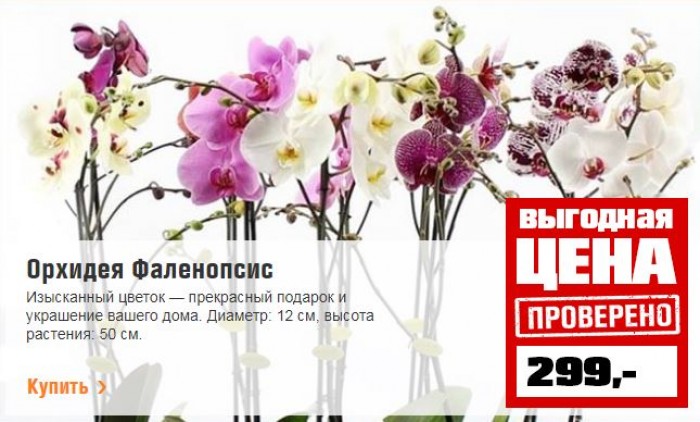 Орхидея Фаленопсис
Изысканный цветок — прекрасный подарок и
украшение вашего дома. Диаметр: 12 см, высота
растения: 50 см.
Купить >
выгодная
ЦЕНА
ПРОВЕРЕНО
299,-